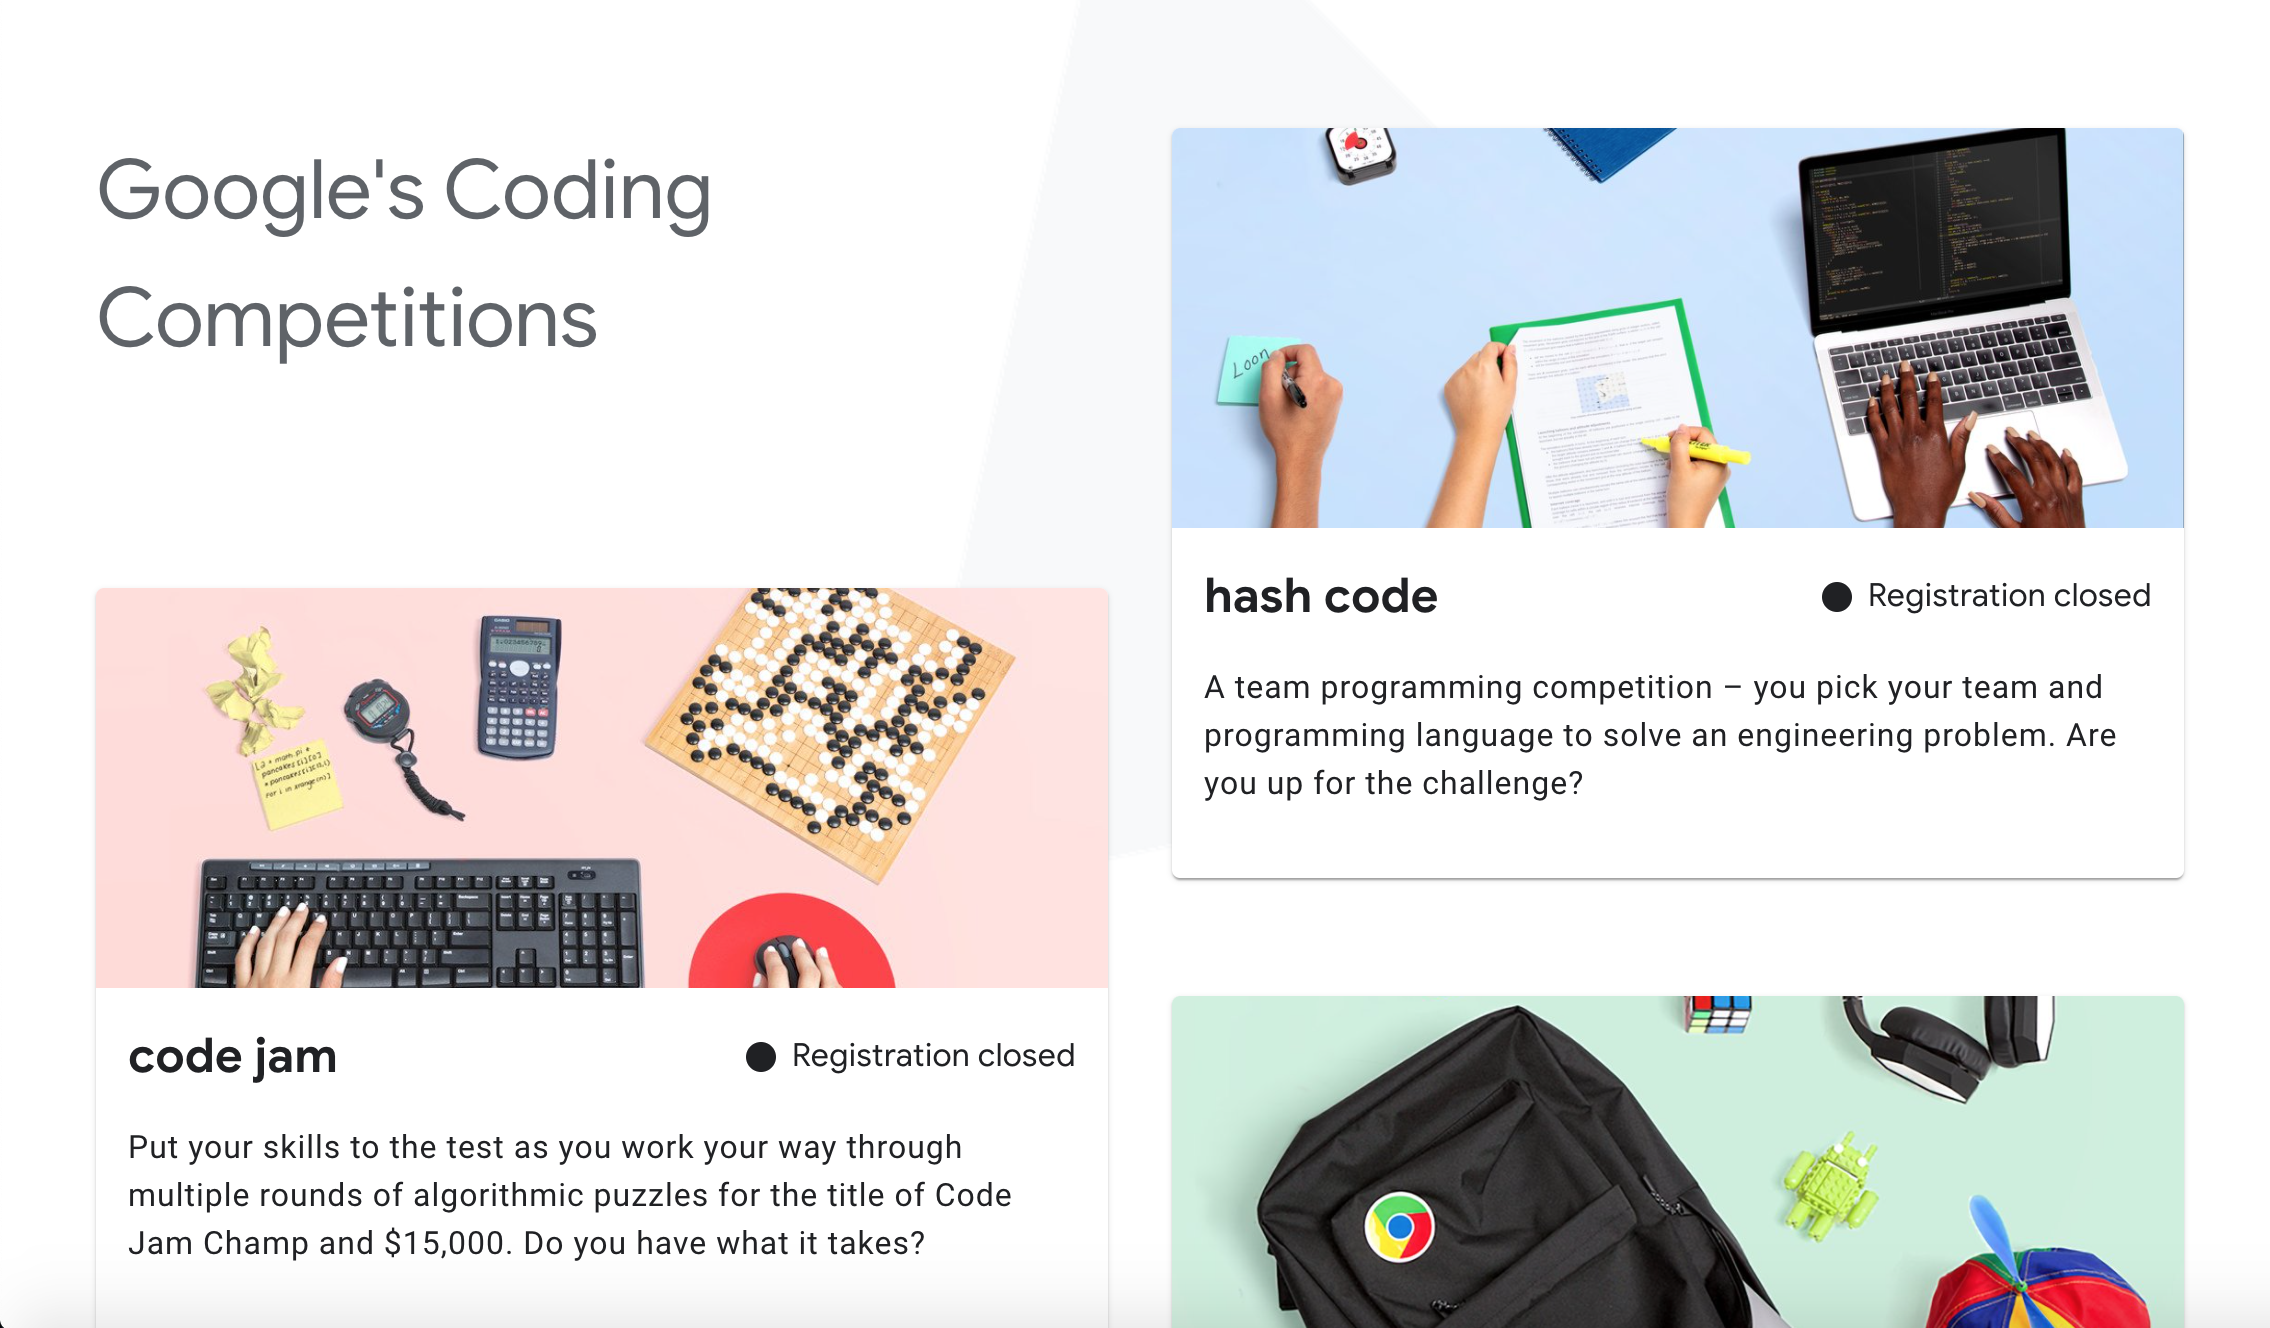 Google's Coding
Competitions
Loon
hash code
Registration closed
A team programming competition – you pick your team and
programming language to solve an engineering problem. Are
you up for the challenge?
code jam
Registration closed
Put your skills to the test as you work your way through
multiple rounds of algorithmic puzzles for the title of Code
Jam Champ and $15,000. Do you have what it takes?